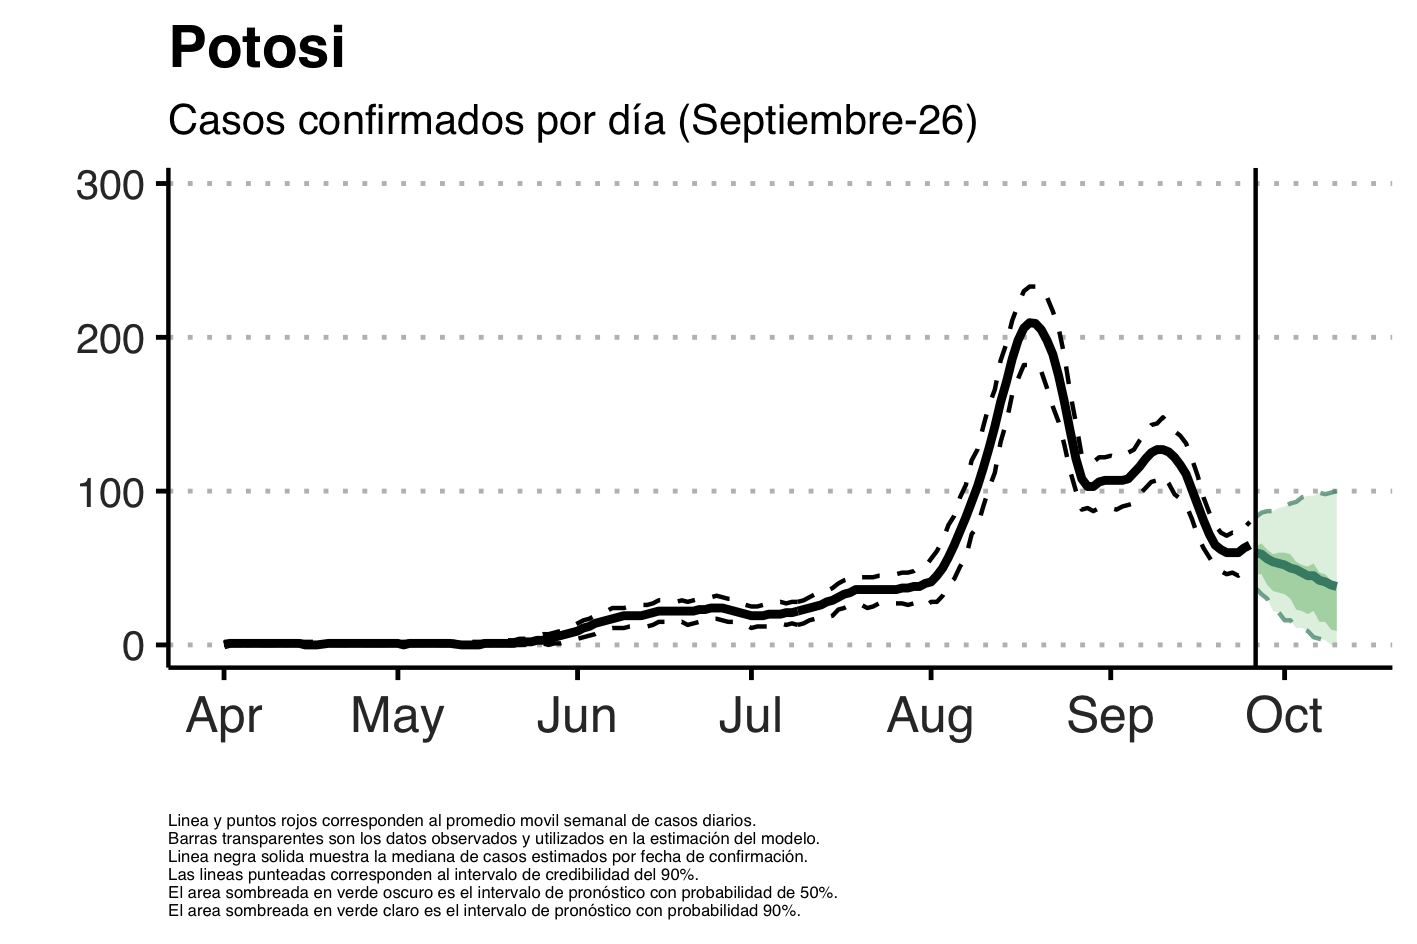 Potosi
Casos confirmados por día (Septiembre-26)
300
200
100
0
Apr May Jun Jul Aug Sep Oct
Linea y puntos rojos corresponden al promedio movil semanal de casos diarios.
Barras transparentes son los datos observados y utilizados en la estimación del modelo.
Linea negra solida muestra la mediana de casos estimados por fecha de confirmación.
Las lineas punteadas corresponden al intervalo de credibilidad del 90%.
El area sombreada en verde oscuro es el intervalo de pronóstico con probabilidad de 50%.
El area sombreada en verde claro es el intervalo de pronóstico con probabilidad 90%.